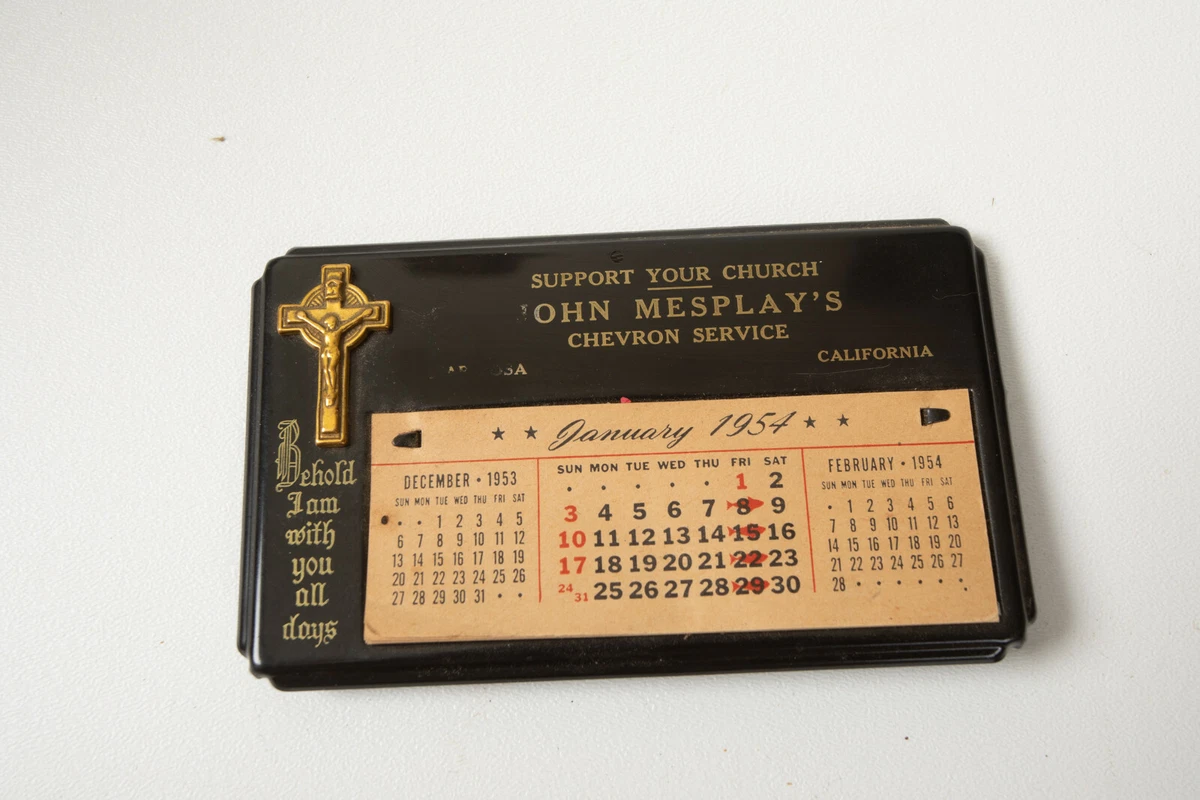 SUPPORT YOUR CHURCH
OHN MESPLAY'S
CHEVRON SERVICE
CALIFORNIA
Behold
I am
with
you
all
days
★ ★ January 1954 ★ ★
DECEMBER • 1953
SUN MON TUE WED THU FRI SAT
• • 1 2 3 4 5
6 7 8 9 10 11 12
13 14 15 16 17 18 19
20 21 22 23 24 25 26
27 28 29 30 31 • •
SUN MON TUE WED THU FRI SAT
• • • • • 1 2
3 4 5 6 7 8 9
10 11 12 13 14 15 16
17 18 19 20 21 22 23
24 31 25 26 27 28 29 30
FEBRUARY • 1954
SUN MON TUE WED THU FRI SAT
• 1 2 3 4 5 6
7 8 9 10 11 12 13
14 15 16 17 18 19 20
21 22 23 24 25 26 27
28 • • • • • •